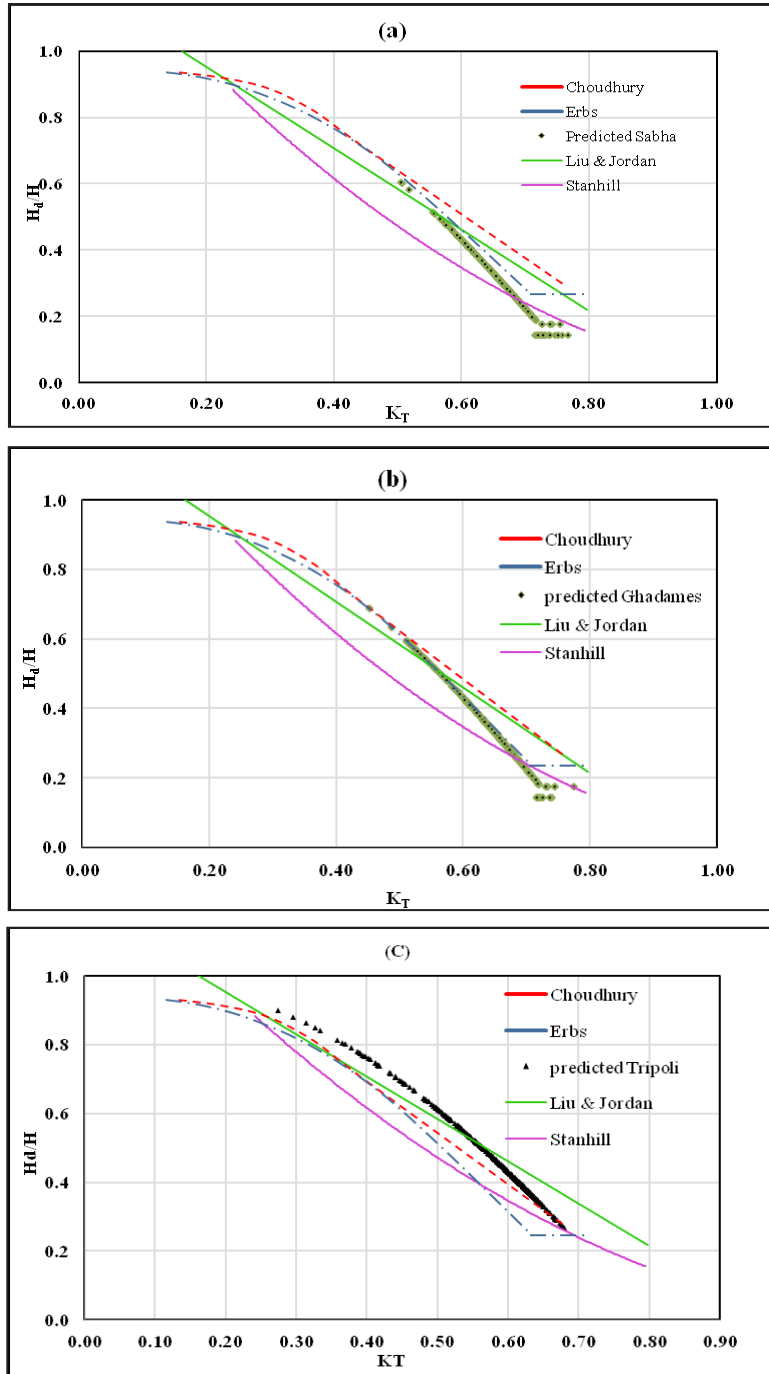 (a)
1.0
0.8
0.6
0.4
0.2
0.0
H_d/H
Choudhury
Erbs
Predicted Sabha
Liu & Jordan
Stanhill
0.00 0.20 0.40 0.60 0.80 1.00
K_T
(b)
1.0
0.8
0.6
0.4
0.2
0.0
H_d/H
Choudhury
Erbs
predicted Ghadames
Liu & Jordan
Stanhill
0.00 0.20 0.40 0.60 0.80 1.00
K_T
(C)
1.0
0.8
0.6
0.4
0.2
0.0
Hd/H
Choudhury
Erbs
predicted Tripoli
Liu & Jordan
Stanhill
0.00 0.10 0.20 0.30 0.40 0.50 0.60 0.70 0.80 0.90
KT